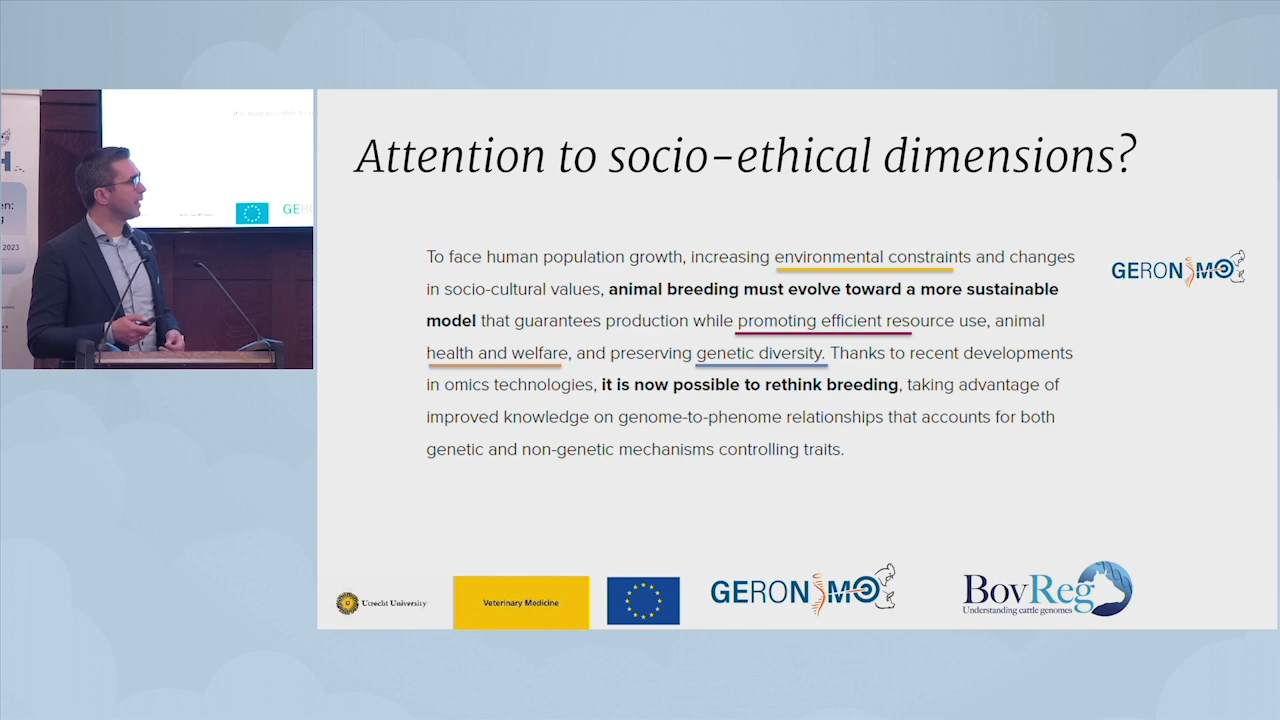 H
en:
g
2023
GER
Attention to socio-ethical dimensions?
To face human population growth, increasing environmental constraints and changes
in socio-cultural values, animal breeding must evolve toward a more sustainable
model that guarantees production while promoting efficient resource use, animal
health and welfare, and preserving genetic diversity. Thanks to recent developments
in omics technologies, it is now possible to rethink breeding, taking advantage of
improved knowledge on genome-to-phenome relationships that accounts for both
genetic and non-genetic mechanisms controlling traits.
GERONIMO
Utrecht University
Veterinary Medicine
GERONIMO
BovReg
Understanding cattle genomes